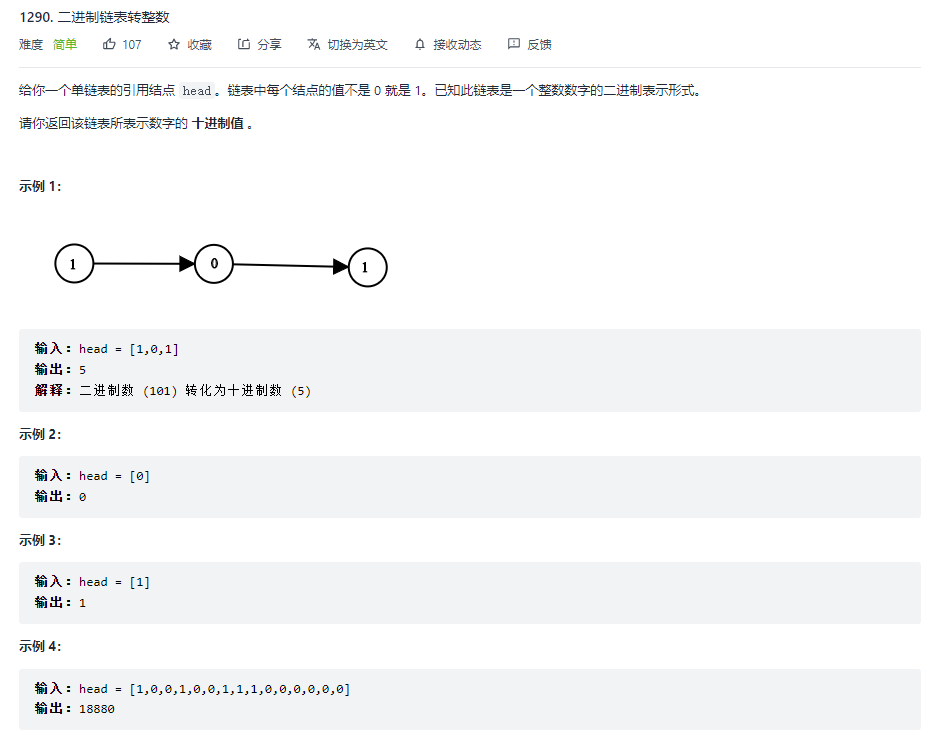 1290. 二进制链表转整数
难度 简单 107 收藏 分享 切换为英文 接收动态 反馈
给你一个单链表的引用结点 head 。链表中每个结点的值不是 0 就是 1。已知此链表是一个整数数字的二进制表示形式。
请你返回该链表所表示数字的 十进制值 。
示例 1：
1 0 1
输入：head = [1,0,1]
输出：5
解释：二进制数 (101) 转化为十进制数 (5)
示例 2：
输入：head = [0]
输出：0
示例 3：
输入：head = [1]
输出：1
示例 4：
输入：head = [1,0,0,1,0,0,1,1,1,0,0,0,0,0,0]
输出：18880